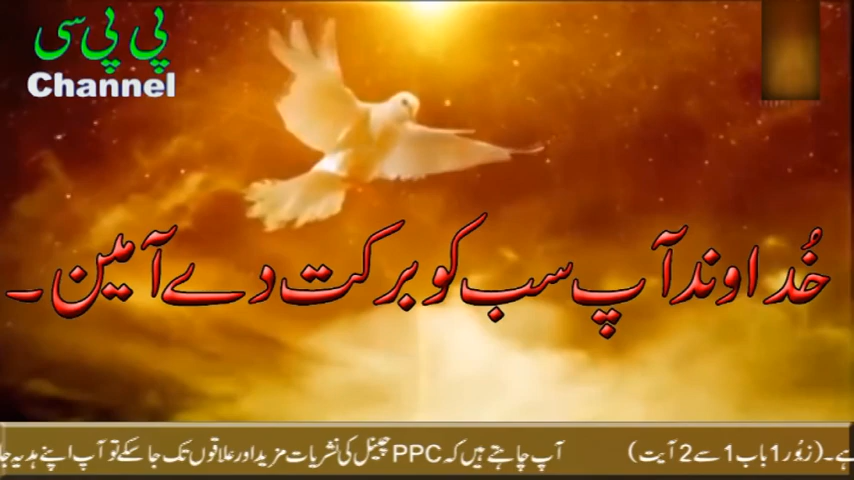 پی پی سی
Channel
خُداوند آپ سب کو برکت دے آمین۔
ہے۔(زبُور 1 باب 1 سے 2 آیت) آپ چاہتے ہیں کہ PPC چینل کی نشریات مزید اور علاقوں تک جا سکے تو آپ اپنے ہدیہ جا